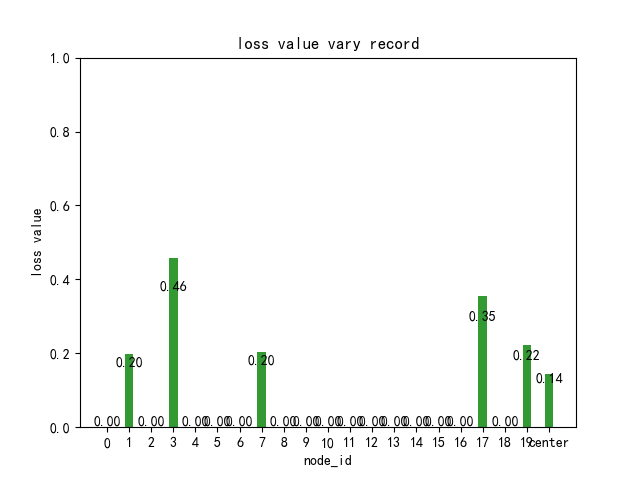 loss value vary record
loss value
1.0
0.8
0.6
0.4
0.2
0.0
0.00 0.20 0.00 0.46 0.00 0.00 0.00 0.20 0.00 0.00 0.00 0.00 0.00 0.00 0.00 0.00 0.00 0.35 0.00 0.22 0.14
0 1 2 3 4 5 6 7 8 9 10 11 12 13 14 15 16 17 18 19 center
node_id